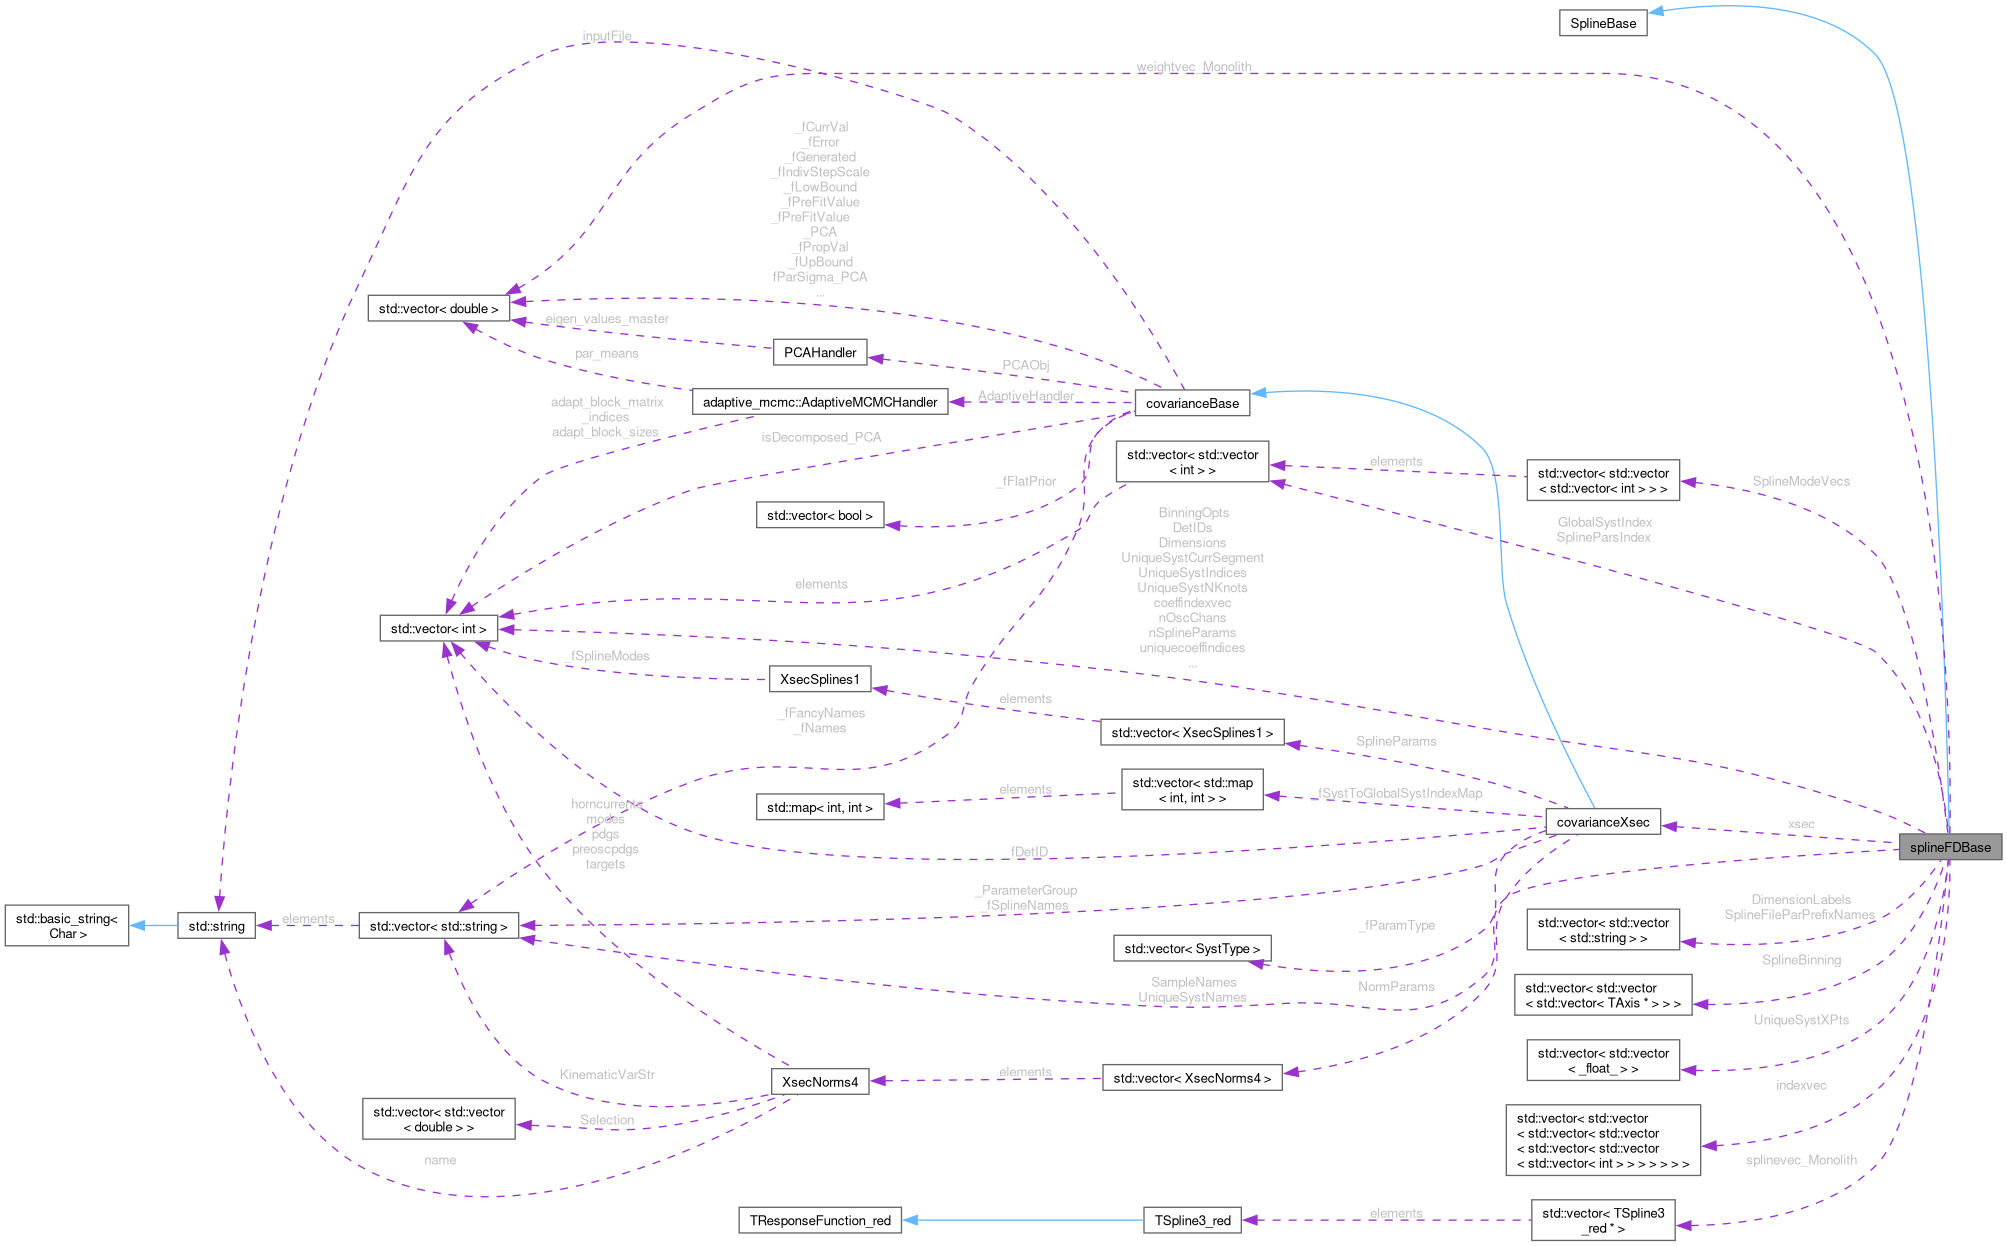 SplineBase
inputFile
weightvec_Monolith
_fCurrVal
_fError
_fGenerated
_fIndivStepScale
_fLowBound
_fPreFitValue
_fPreFitValue
_PCA
_fPropVal
_fUpBound
fParSigma_PCA
...
std::vector< double >
eigen_values_master
PCAHandler
par_means
PCAObj
adaptive_mcmc::AdaptiveMCMCHandler
AdaptiveHandler
covarianceBase
adapt_block_matrix
_indices
adapt_block_sizes
isDecomposed_PCA
std::vector< std::vector
< int > >
elements
std::vector< std::vector
< std::vector< int > > >
SplineModeVecs
_fFlatPrior
std::vector< bool >
BinningOpts
DetIDs
Dimensions
UniqueSystCurrSegment
UniqueSystIndices
UniqueSystNKnots
coeffindexvec
nOscChans
nSplineParams
uniquecoeffindices
...
GlobalSystIndex
SplineParsIndex
elements
std::vector< int >
_fSplineModes
XsecSplines1
elements
_fFancyNames
_fNames
std::vector< XsecSplines1 >
SplineParams
std::vector< std::map
< int, int > >
elements
std::map< int, int >
_fSystToGlobalSystIndexMap
covarianceXsec
xsec
splineFDBase
horncurrents
modes
pdgs
preoscpdgs
targets
fDetID
_ParameterGroup
_fSplineNames
DimensionLabels
SplineFileParPrefixNames
std::basic_string<
Char >
std::string
elements
std::vector< std::string >
std::vector< SystType >
_fParamType
std::vector< std::vector
< std::string > >
SplineBinning
SampleNames
UniqueSystNames
NormParams
std::vector< std::vector
< std::vector< TAxis * > > >
UniqueSystXPts
std::vector< std::vector
< _float_ > >
KinematicVarStr
XsecNorms4
elements
std::vector< XsecNorms4 >
indexvec
std::vector< std::vector
< double > >
Selection
std::vector< std::vector
< std::vector< std::vector
< std::vector< std::vector
< std::vector< int > > > > > > >
name
splinevec_Monolith
TResponseFunction_red
TSpline3_red
elements
std::vector< TSpline3
_red * >